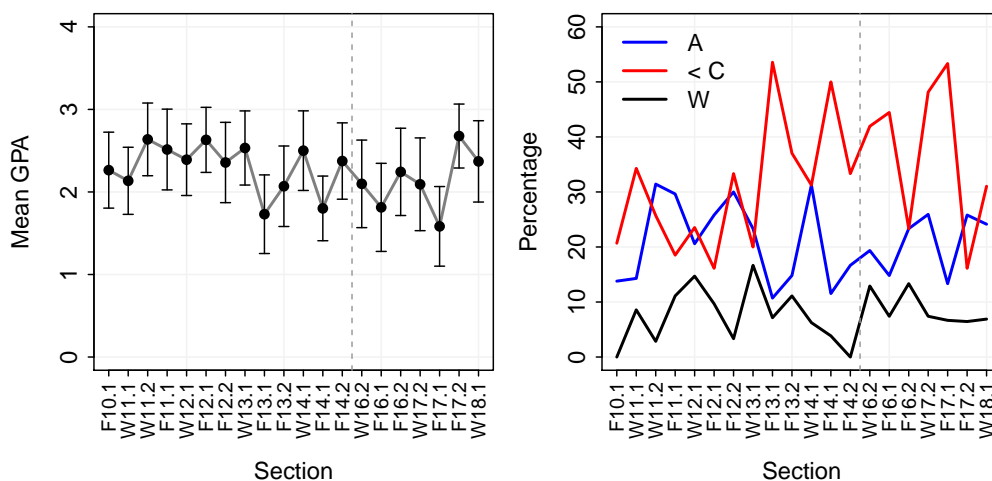 Mean GPA
4
3
2
1
0
F10.1
W11.1
W11.2
F11.1
W12.1
F12.1
F12.2
W13.1
F13.1
F13.2
W14.1
F14.1
F14.2
W16.2
F16.1
F16.2
W17.2
F17.1
F17.2
W18.1
Section
Percentage
60
50
40
30
20
10
0
A
< C
W
F10.1
W11.1
W11.2
F11.1
W12.1
F12.1
F12.2
W13.1
F13.1
F13.2
W14.1
F14.1
F14.2
W16.2
F16.1
F16.2
W17.2
F17.1
F17.2
W18.1
Section